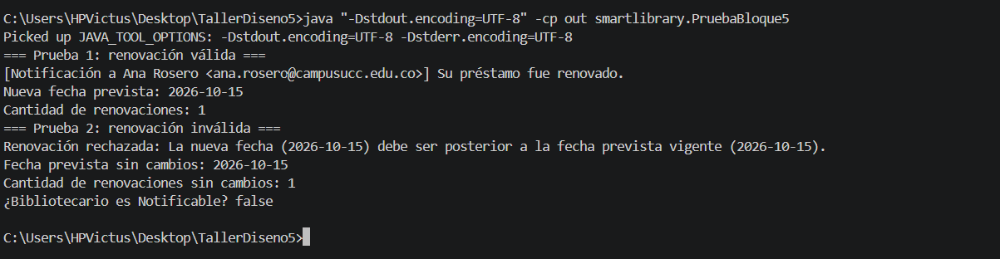 C:\Users\HPVictus\Desktop\TallerDiseno5>java "-Dstdout.encoding=UTF-8" -cp out smartlibrary.PruebaBloque5
Picked up JAVA_TOOL_OPTIONS: -Dstdout.encoding=UTF-8 -Dstderr.encoding=UTF-8
=== Prueba 1: renovación válida ===
[Notificación a Ana Rosero <ana.rosero@campusucc.edu.co>] Su préstamo fue renovado.
Nueva fecha prevista: 2026-10-15
Cantidad de renovaciones: 1
=== Prueba 2: renovación inválida ===
Renovación rechazada: La nueva fecha (2026-10-15) debe ser posterior a la fecha prevista vigente (2026-10-15).
Fecha prevista sin cambios: 2026-10-15
Cantidad de renovaciones sin cambios: 1
¿Bibliotecario es Notificable? false
C:\Users\HPVictus\Desktop\TallerDiseno5>